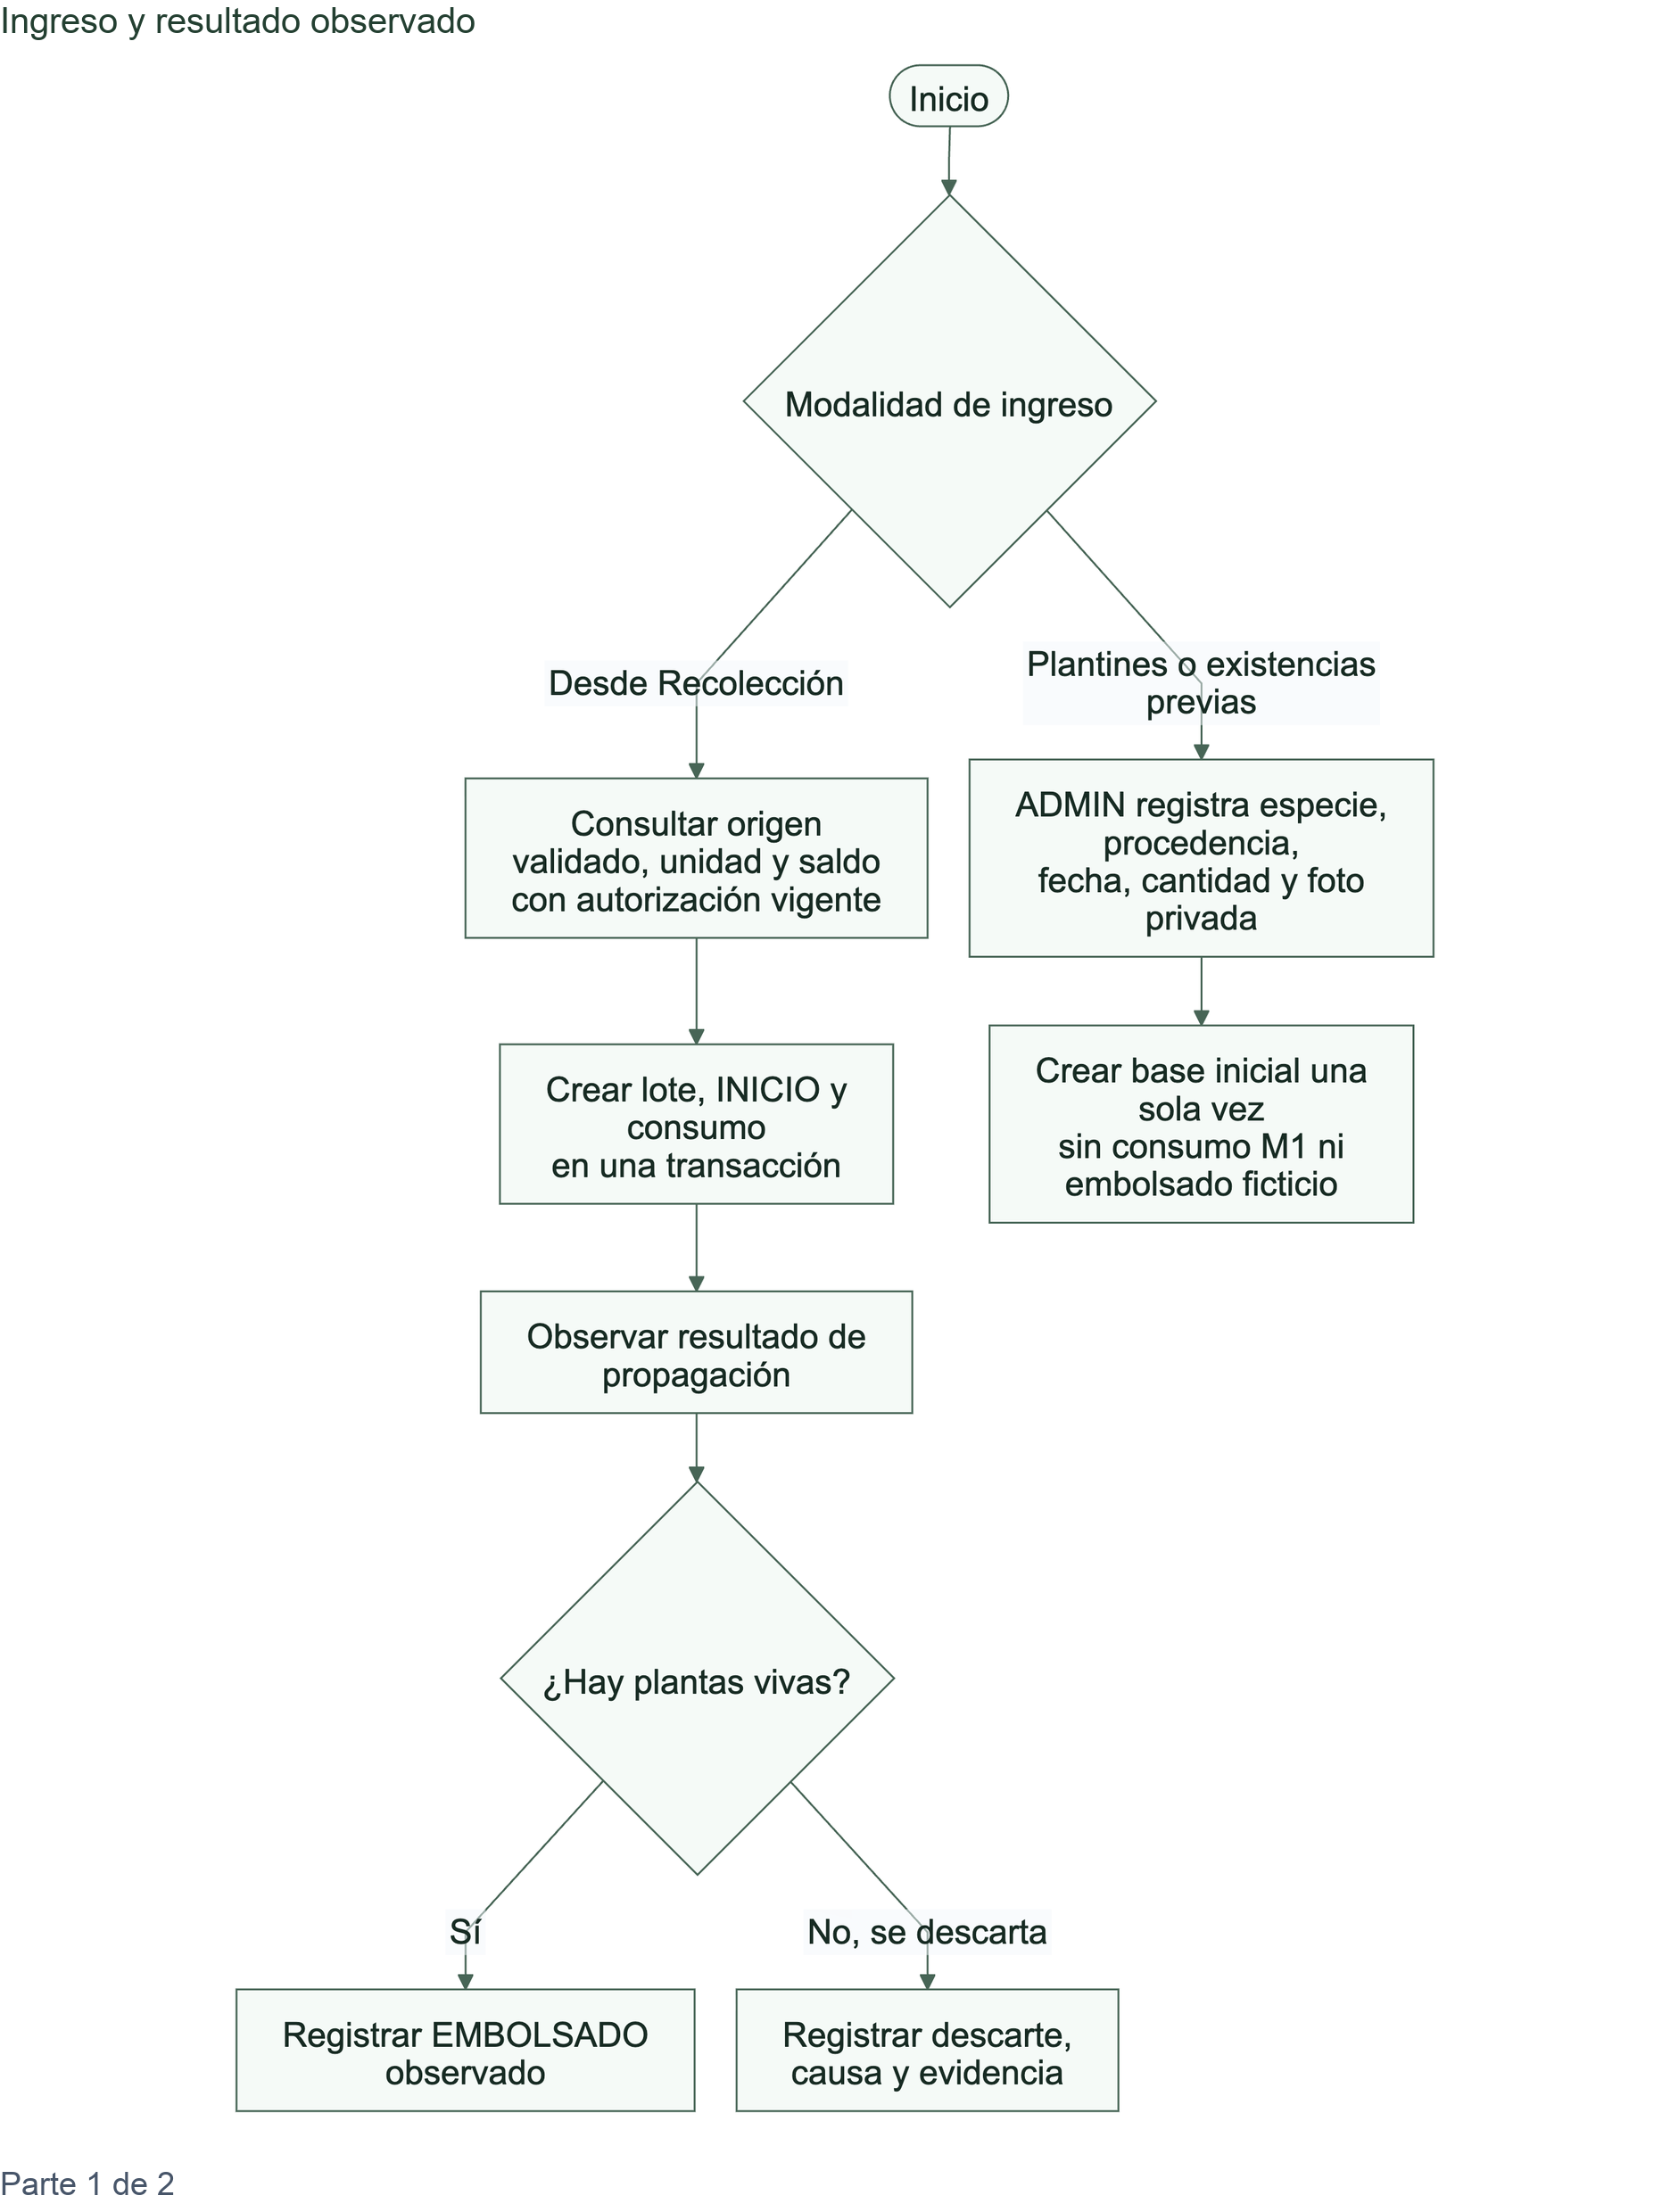 Ingreso y resultado observado
Inicio
Modalidad de ingreso
Desde Recolección
Plantines o existencias
previas
Consultar origen
validado, unidad y saldo
con autorización vigente
ADMIN registra especie,
procedencia,
fecha, cantidad y foto
privada
Crear lote, INICIO y
consumo
en una transacción
Crear base inicial una
sola vez
sin consumo M1 ni
embolsado ficticio
Observar resultado de
propagación
¿Hay plantas vivas?
Sí
No, se descarta
Registrar EMBOLSADO
observado
Registrar descarte,
causa y evidencia
Parte 1 de 2